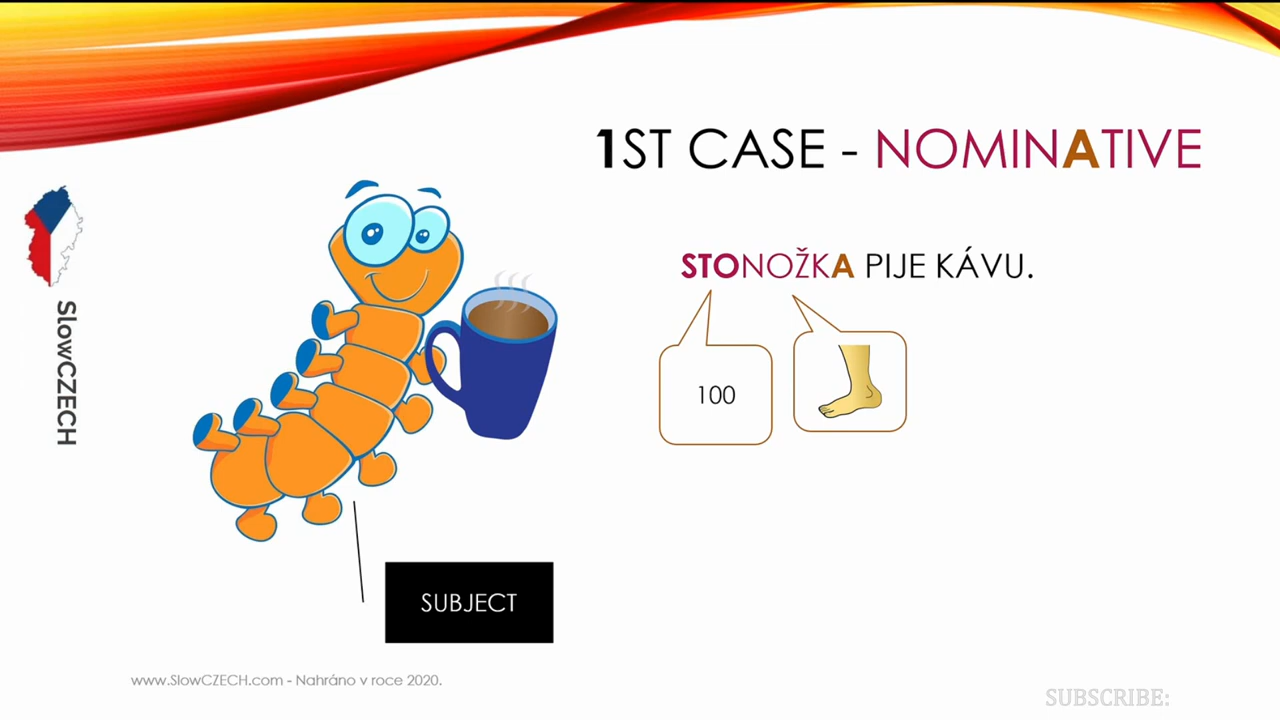 1ST CASE - NOMINATIVE
STONOŽKA PIJE KÁVU.
100
SlowCZECH
SUBJECT
www.SlowCZECH.com - Nahráno v roce 2020.
SUBSCRIBE: